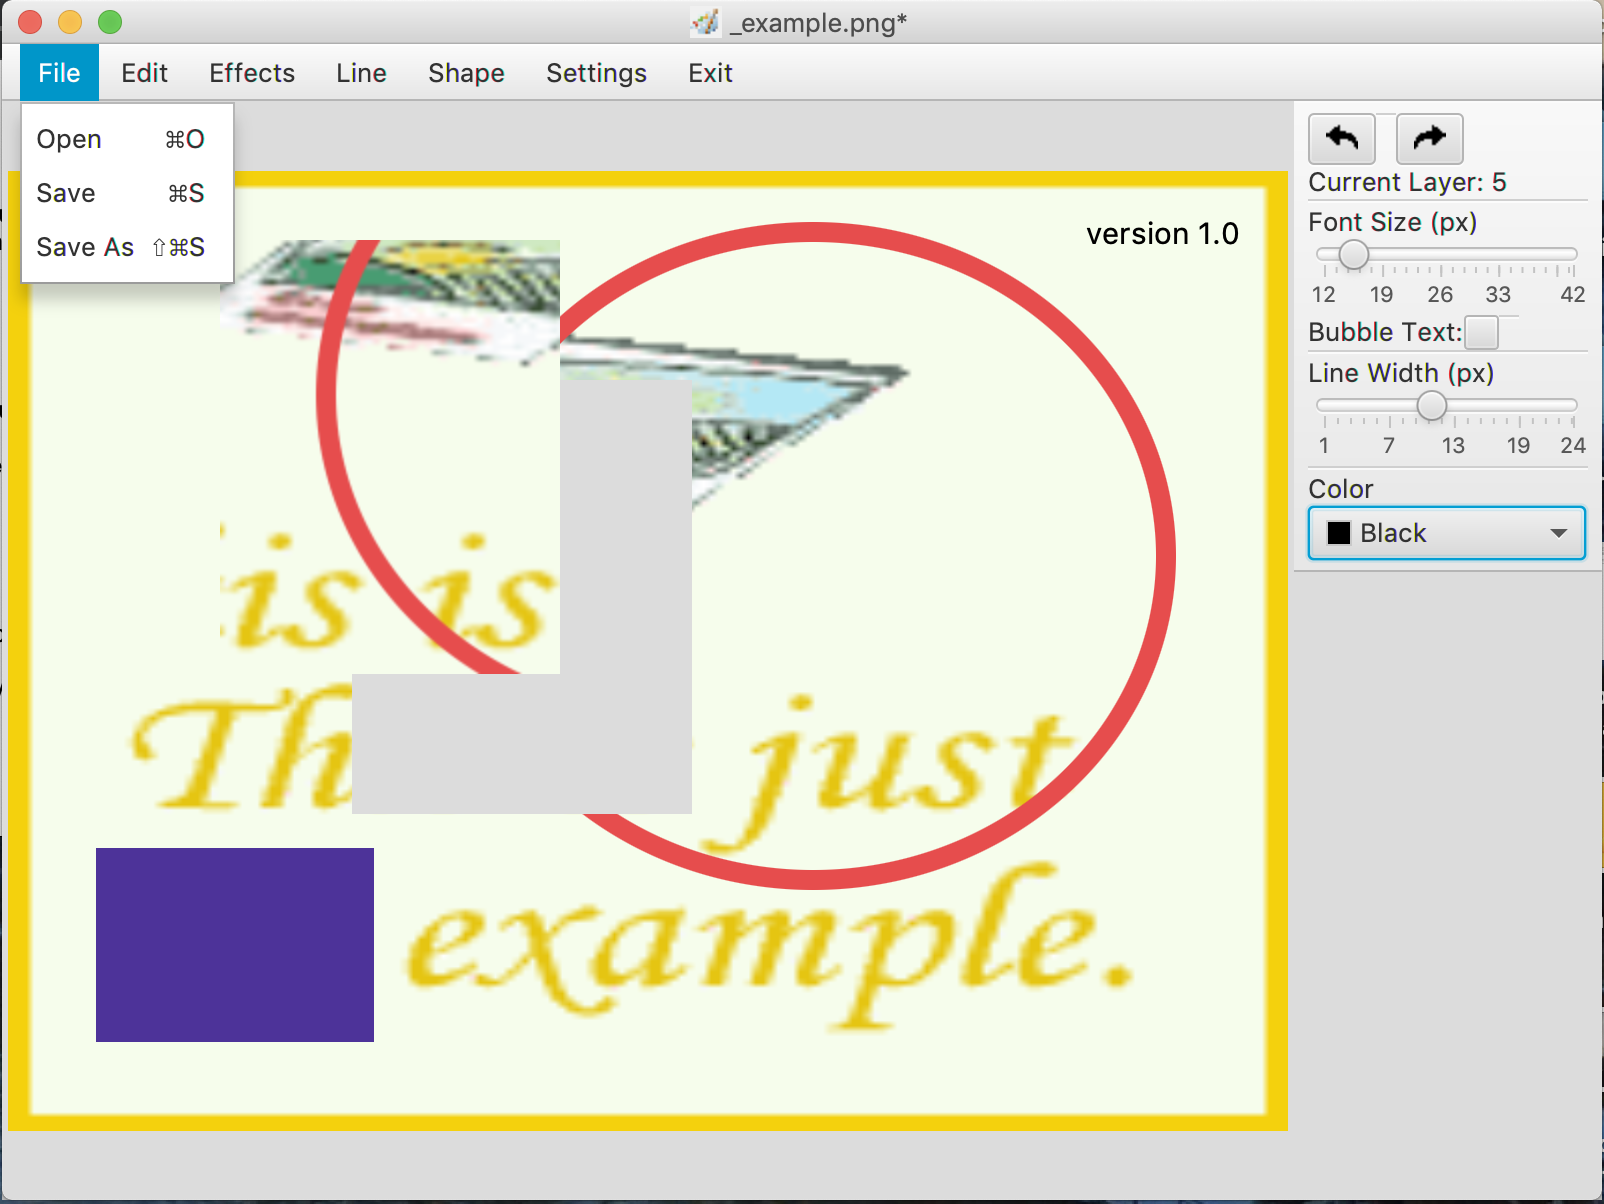 _example.png*
File Edit Effects Line Shape Settings Exit
Open ⌘O
Save ⌘S
Save As ⇧⌘S
version 1.0
is is
Th just
example.
Current Layer: 5
Font Size (px)
12 19 26 33 42
Bubble Text:
Line Width (px)
1 7 13 19 24
Color
Black